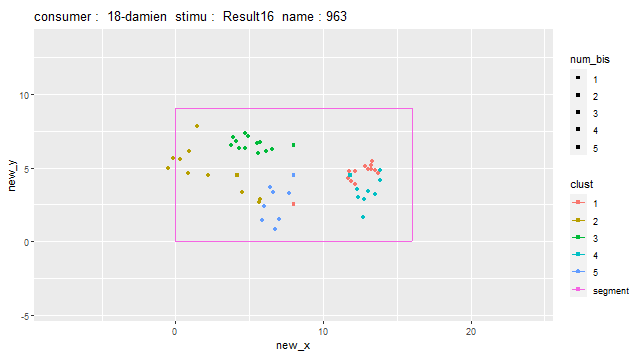 consumer :  18-damien  stimu :  Result16  name : 963
new_y
10
5
0
-5
0
10
20
new_x
num_bis
1
2
3
4
5
clust
1
2
3
4
5
segment